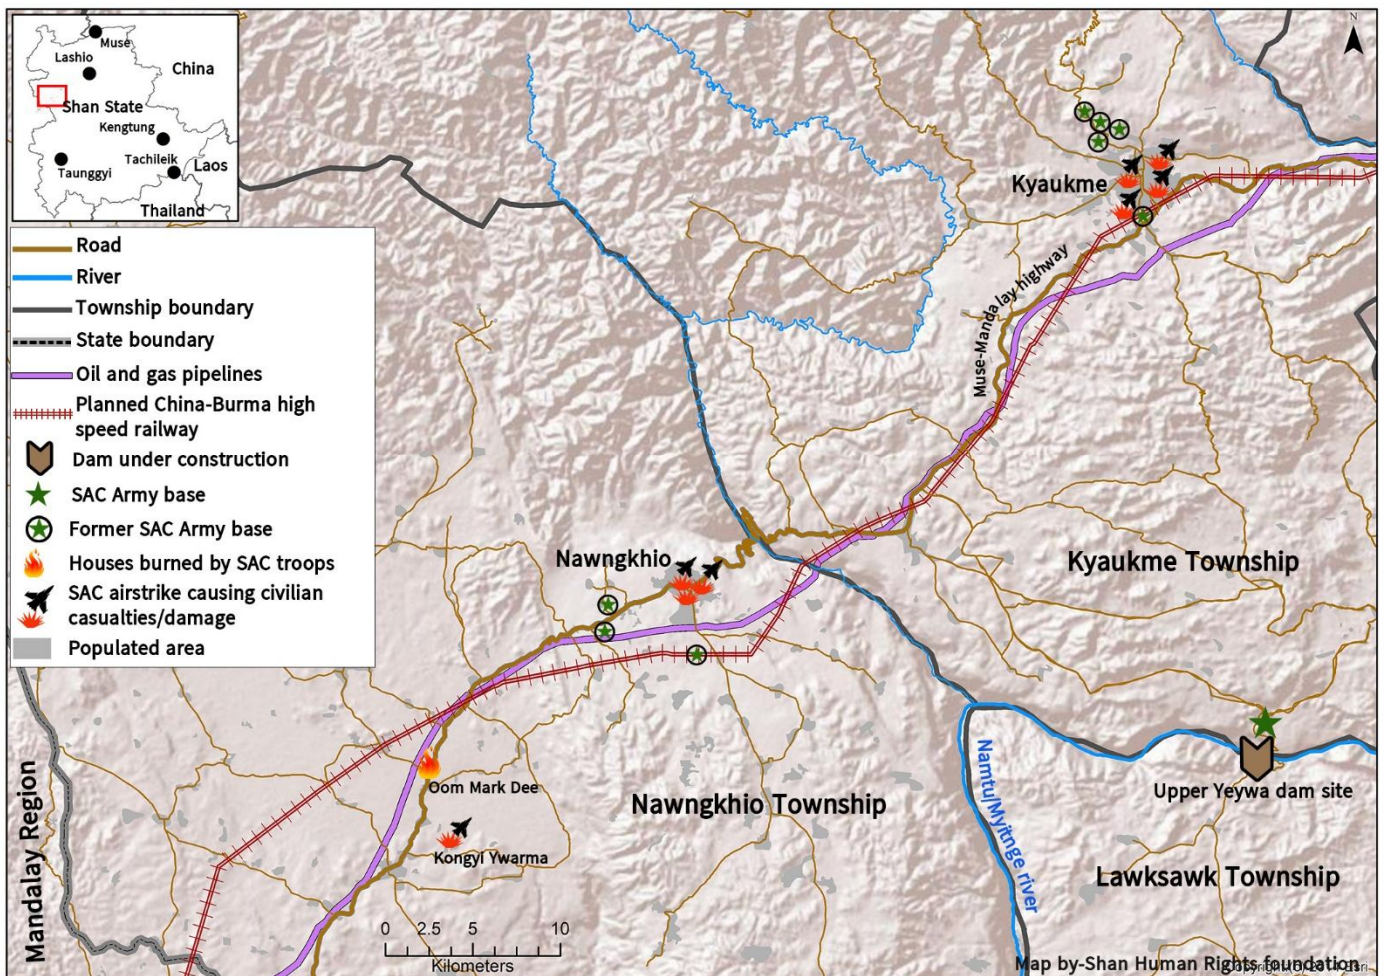 N
Muse
Lashio
China
Shan State
Kengtung
Tachileik
Laos
Taunggyi
Thailand
Road
River
Township boundary
State boundary
Oil and gas pipelines
Planned China-Burma high
speed railway
Dam under construction
SAC Army base
Former SAC Army base
Houses burned by SAC troops
SAC airstrike causing civilian
casualties/damage
Populated area
Kyaukme
Muse-Mandalay highway
Nawngkhio
Kyaukme Township
Oom Mark Dee
Kongyi Ywarma
Nawngkhio Township
Namtu/Myitnge river
Upper Yeywa dam site
Lawksawk Township
Mandalay Region
0 2.5 5 10
Kilometers
Map by-Shan Human Rights foundation